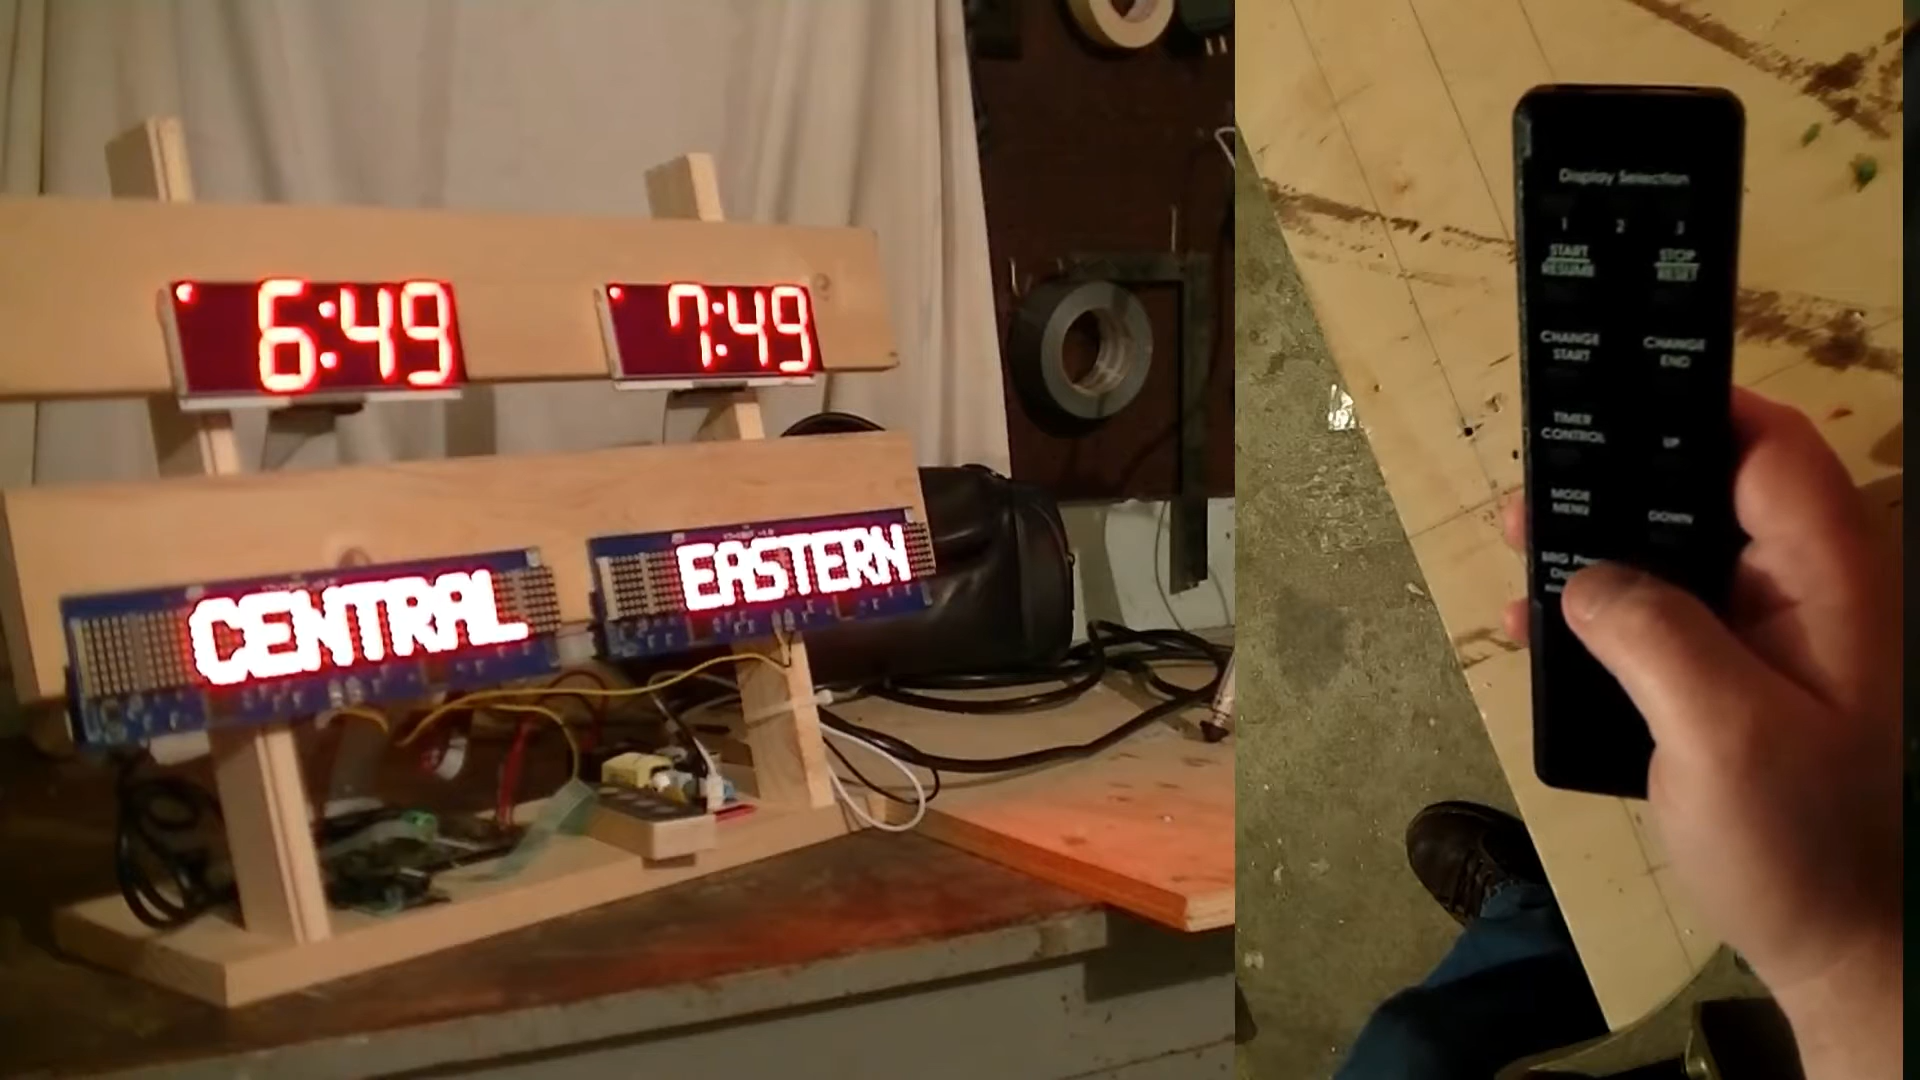 6:49
7:49
CENTRAL
EASTERN
Display Selection
1 2 3
START
RESUME
STOP
RESET
CHANGE
START
CHANGE
END
TIMER
CONTROL
UP
MODE
MENU
DOWN